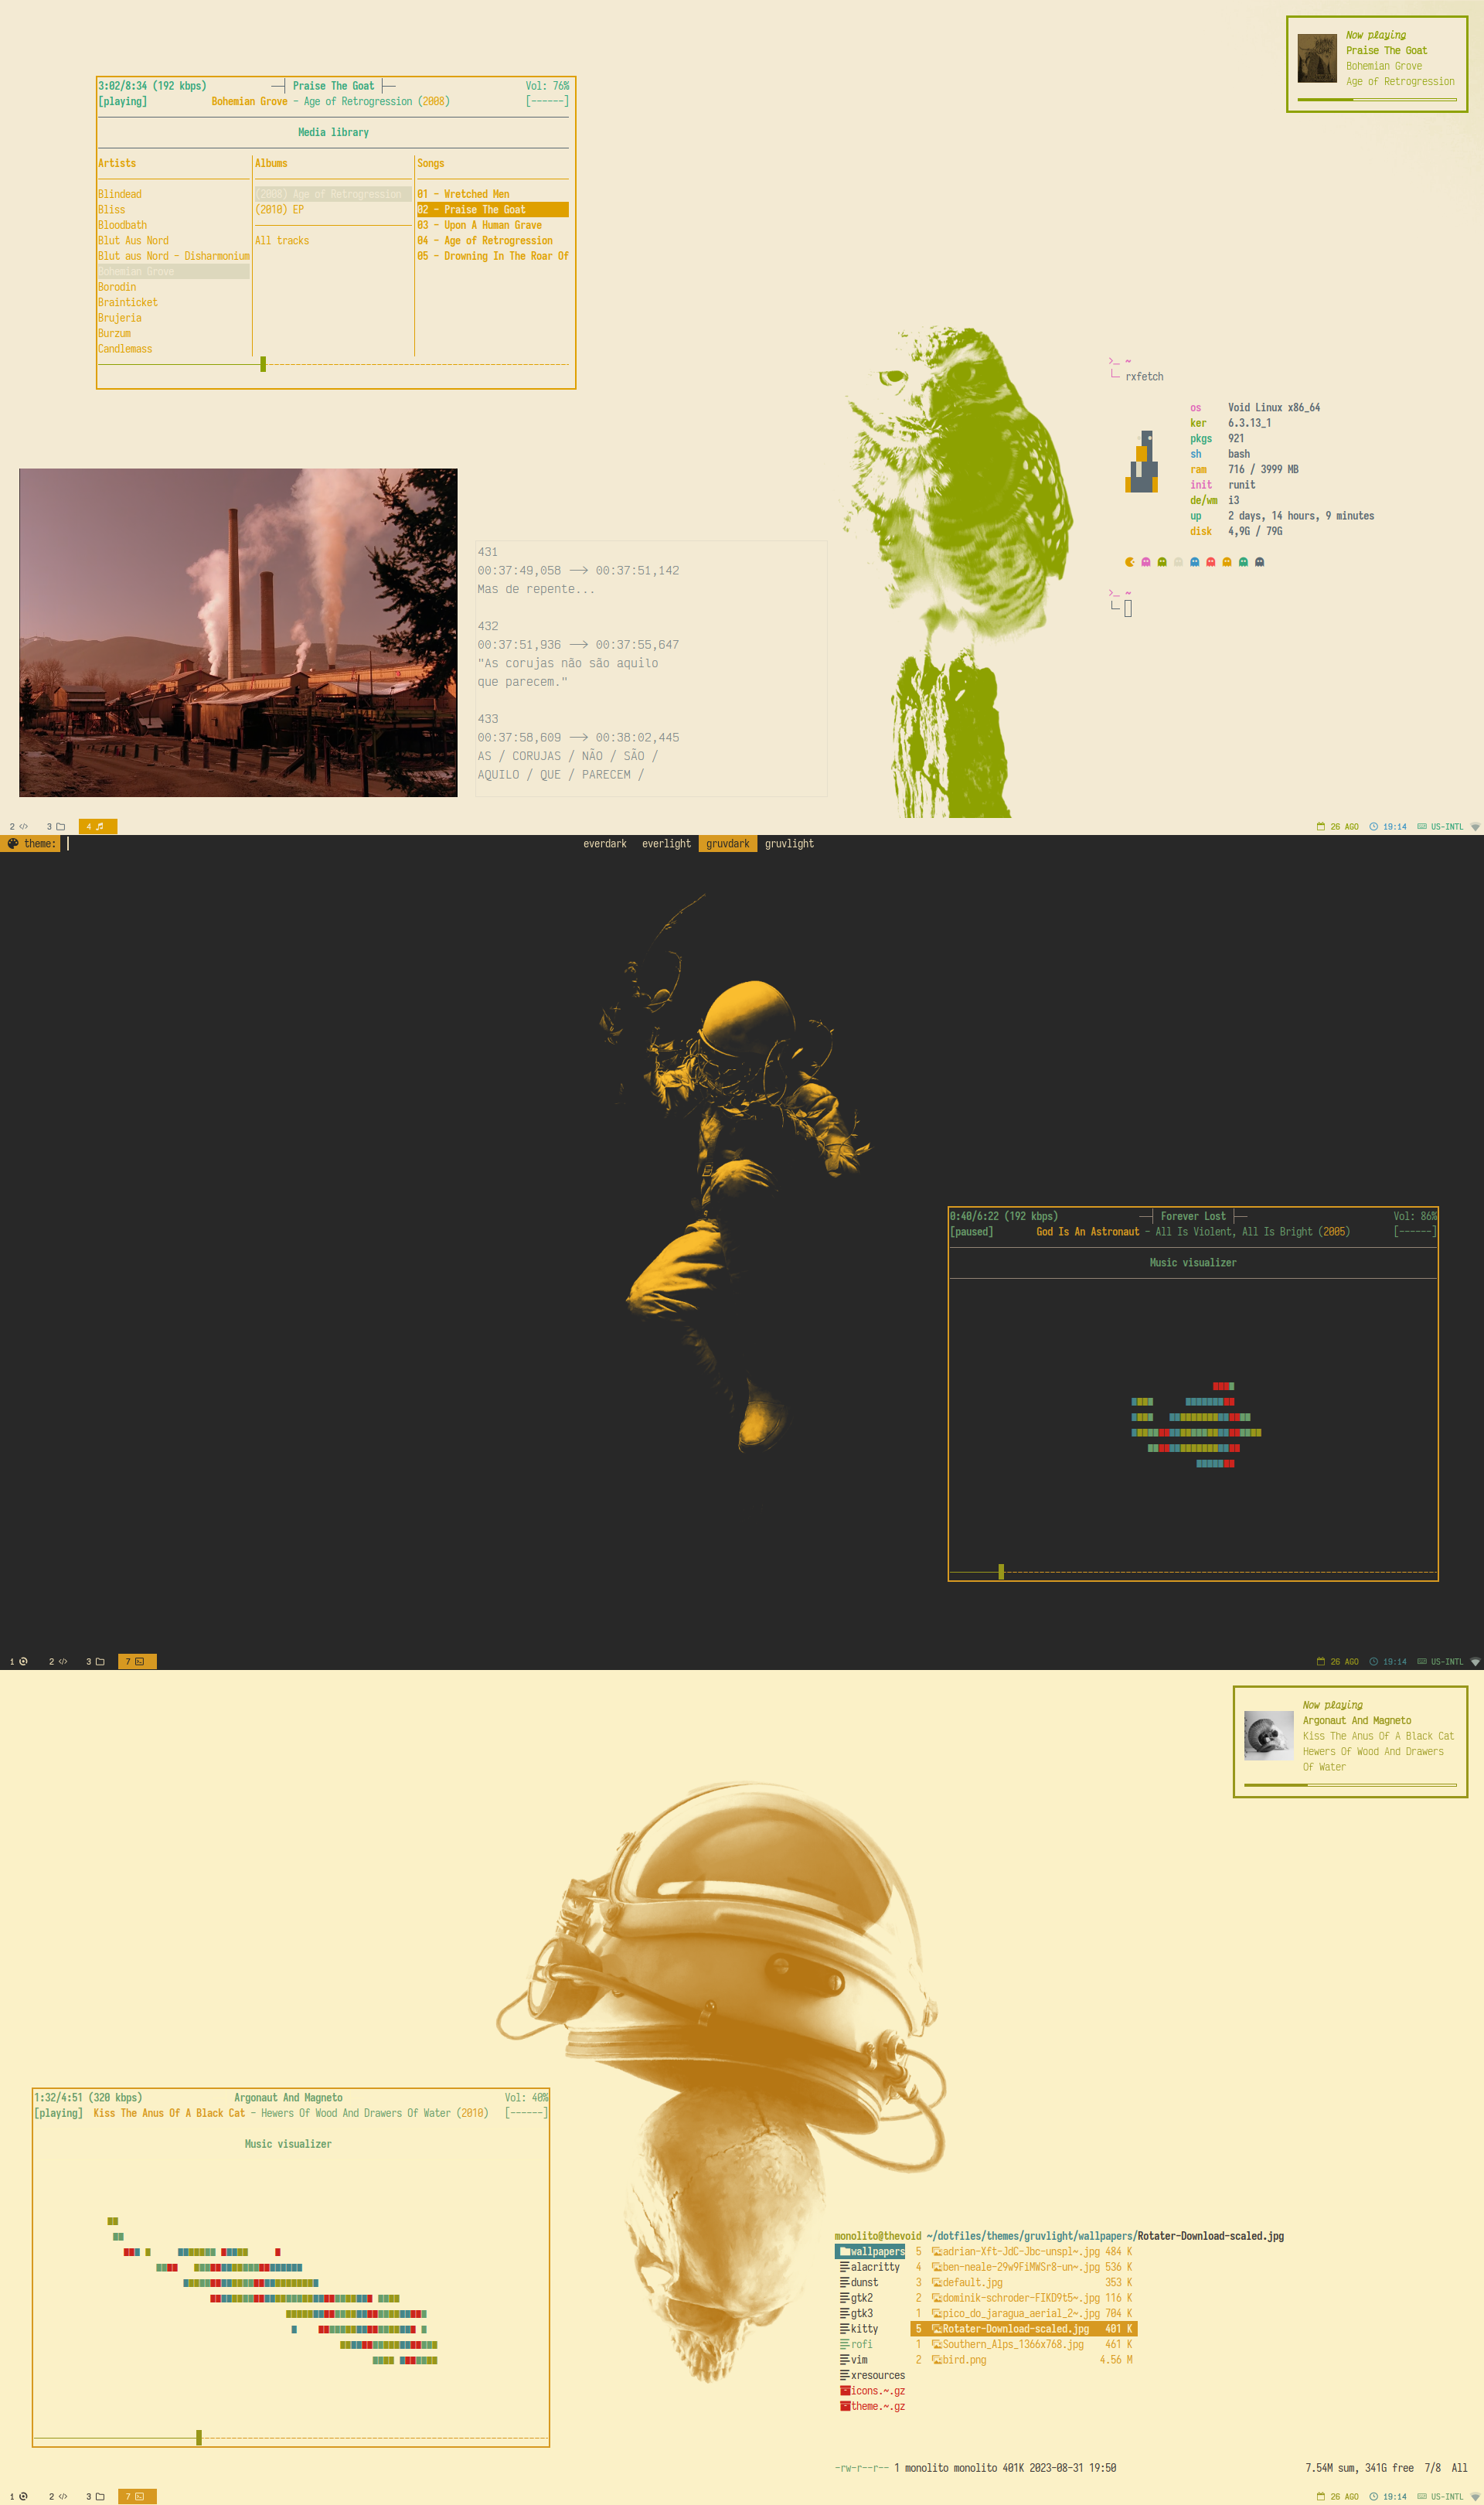 Now playing
Praise The Goat
Bohemian Grove
Age of Retrogression
3:02/8:34 (192 kbps) ─┤ Praise The Goat ├─ Vol: 76%
[playing] Bohemian Grove - Age of Retrogression (2008) [------]
Media library
Artists Albums Songs
Blindead (2008) Age of Retrogression 01 - Wretched Men
Bliss (2010) EP 02 - Praise The Goat
Bloodbath 03 - Upon A Human Grave
Blut Aus Nord All tracks 04 - Age of Retrogression
Blut aus Nord - Disharmonium 05 - Drowning In The Roar Of
Bohemian Grove
Borodin
Brainticket
Brujeria
Burzum
Candlemass
>_ ~
└─ rxfetch
os Void Linux x86_64
ker 6.3.13_1
pkgs 921
sh bash
ram 716 / 3999 MB
init runit
de/wm i3
up 2 days, 14 hours, 9 minutes
disk 4,9G / 79G
>_ ~
└─
431
00:37:49,058 --> 00:37:51,142
Mas de repente...
432
00:37:51,936 --> 00:37:55,647
"As corujas não são aquilo
que parecem."
433
00:37:58,609 --> 00:38:02,445
AS / CORUJAS / NÃO / SÃO /
AQUILO / QUE / PARECEM /
2 3 4 26 AGO 19:14 US-INTL
theme: everdark everlight gruvdark gruvlight
0:40/6:22 (192 kbps) ─┤ Forever Lost ├─ Vol: 86%
[paused] God Is An Astronaut - All Is Violent, All Is Bright (2005) [------]
Music visualizer
1 2 3 7 26 AGO 19:14 US-INTL
Now playing
Argonaut And Magneto
Kiss The Anus Of A Black Cat
Hewers Of Wood And Drawers
Of Water
1:32/4:51 (320 kbps) Argonaut And Magneto Vol: 40%
[playing] Kiss The Anus Of A Black Cat - Hewers Of Wood And Drawers Of Water (2010) [------]
Music visualizer
monolito@thevoid ~/dotfiles/themes/gruvlight/wallpapers/Rotater-Download-scaled.jpg
wallpapers 5 adrian-Xft-JdC-Jbc-unspl~.jpg 484 K
alacritty 4 ben-neale-29w9FiMWSr8-un~.jpg 536 K
dunst 3 default.jpg 353 K
gtk2 2 dominik-schroder-FIKD9t5~.jpg 116 K
gtk3 1 pico_do_jaragua_aerial_2~.jpg 704 K
kitty 5 Rotater-Download-scaled.jpg 401 K
rofi 1 Southern_Alps_1366x768.jpg 461 K
vim 2 bird.png 4.56 M
xresources
icons.~.gz
theme.~.gz
-rw-r--r-- 1 monolito monolito 401K 2023-08-31 19:50 7.54M sum, 341G free 7/8 All
1 2 3 7 26 AGO 19:14 US-INTL